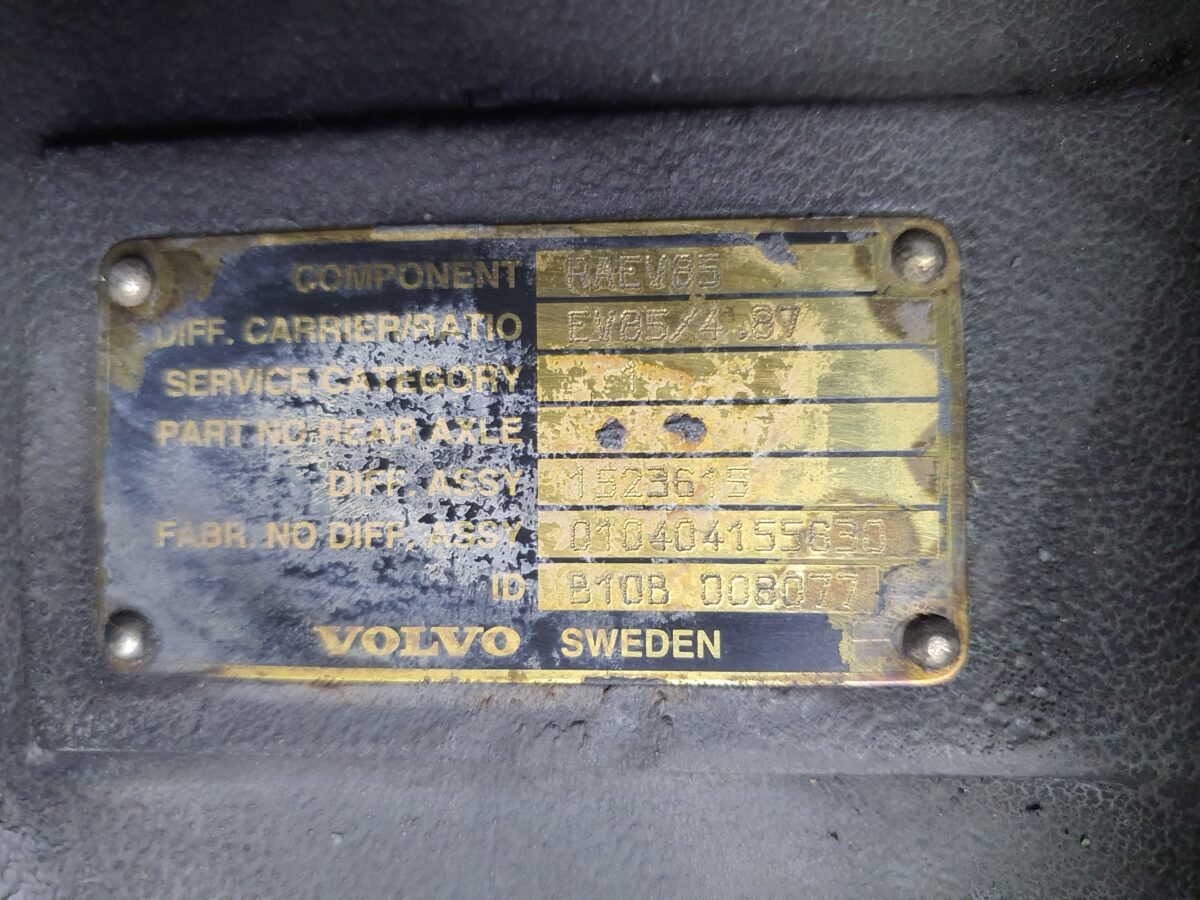 COMPONENT RAEV85
DIFF. CARRIER/RATIO EV85/4.87
SERVICE CATEGORY 1
PART NO REAR AXLE
DIFF. ASSY 1523615
FABR. NO DIFF. ASSY 010404155630
ID B10B 008077
VOLVO SWEDEN